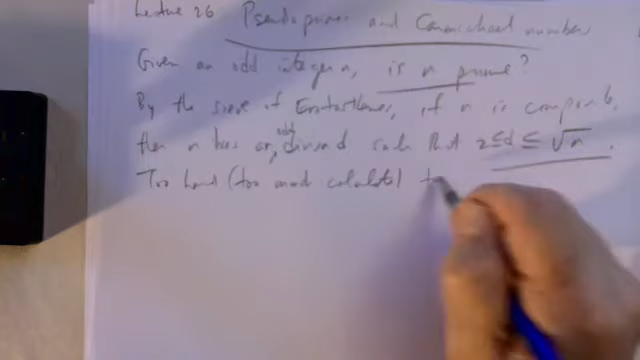 Lecture 26 Pseudoprimes and Carmichael numbers
Given an odd integer n, is n prime?
By the sieve of Eratosthenes, if n is composite,
then n has an odd divisor d such that 2 ≤ d ≤ √n.
Too hard (too much calculation) t